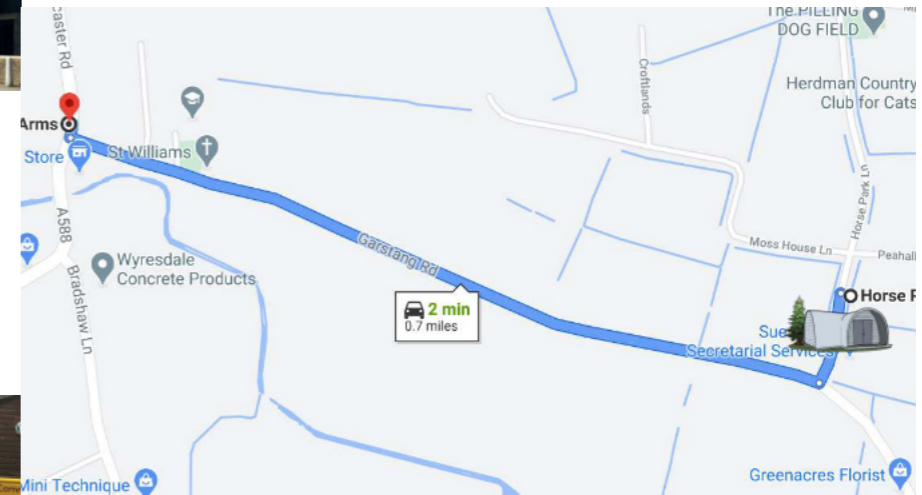 caster Rd
The PILLING
DOG FIELD
Croftlands
Herdman Country
Club for Cats
Arms
Store
St Williams
A588
Bradshaw Ln
Wyresdale
Concrete Products
Garstang Rd
2 min
0.7 miles
Horse Park Ln
Moss House Ln
Peahall
Horse P
Sue
Secretarial Services
Mini Technique
Greenacres Florist